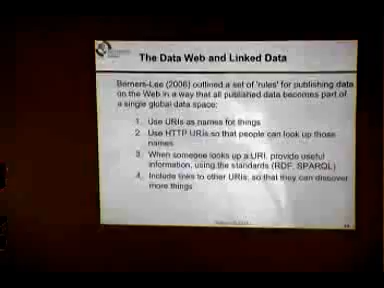 The Data Web and Linked Data
Berners-Lee (2006) outlined a set of 'rules' for publishing data
on the Web in a way that all published data becomes part of
a single global data space:
1. Use URIs as names for things
2. Use HTTP URIs so that people can look up those
names
3. When someone looks up a URI, provide useful
information, using the standards (RDF, SPARQL)
4. Include links to other URIs, so that they can discover
more things